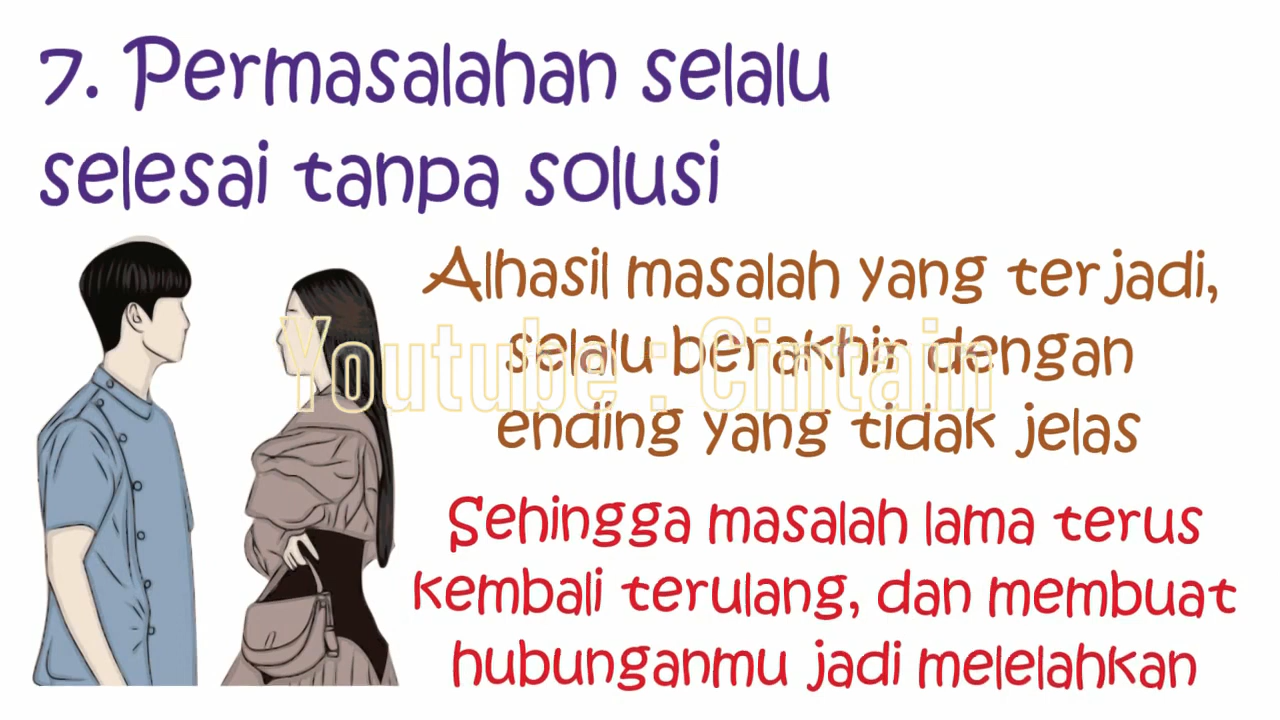 7. Permasalahan selalu
selesai tanpa solusi
Alhasil masalah yang terjadi,
selalu berakhir dengan
ending yang tidak jelas
Youtube : Cintain
Sehingga masalah lama terus
kembali terulang, dan membuat
hubunganmu jadi melelahkan